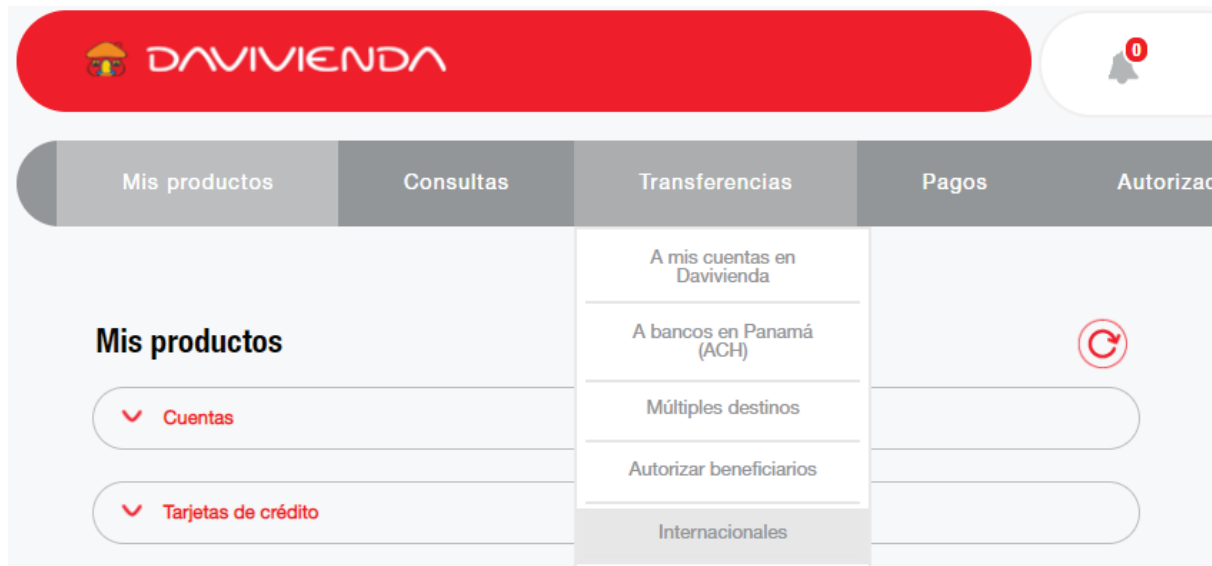 DAVIVIENDA
0
Mis productos
Consultas
Transferencias
Pagos
Autorizac
A mis cuentas en
Davivienda
A bancos en Panamá
(ACH)
Múltiples destinos
Autorizar beneficiarios
Internacionales
Mis productos
Cuentas
Tarjetas de crédito